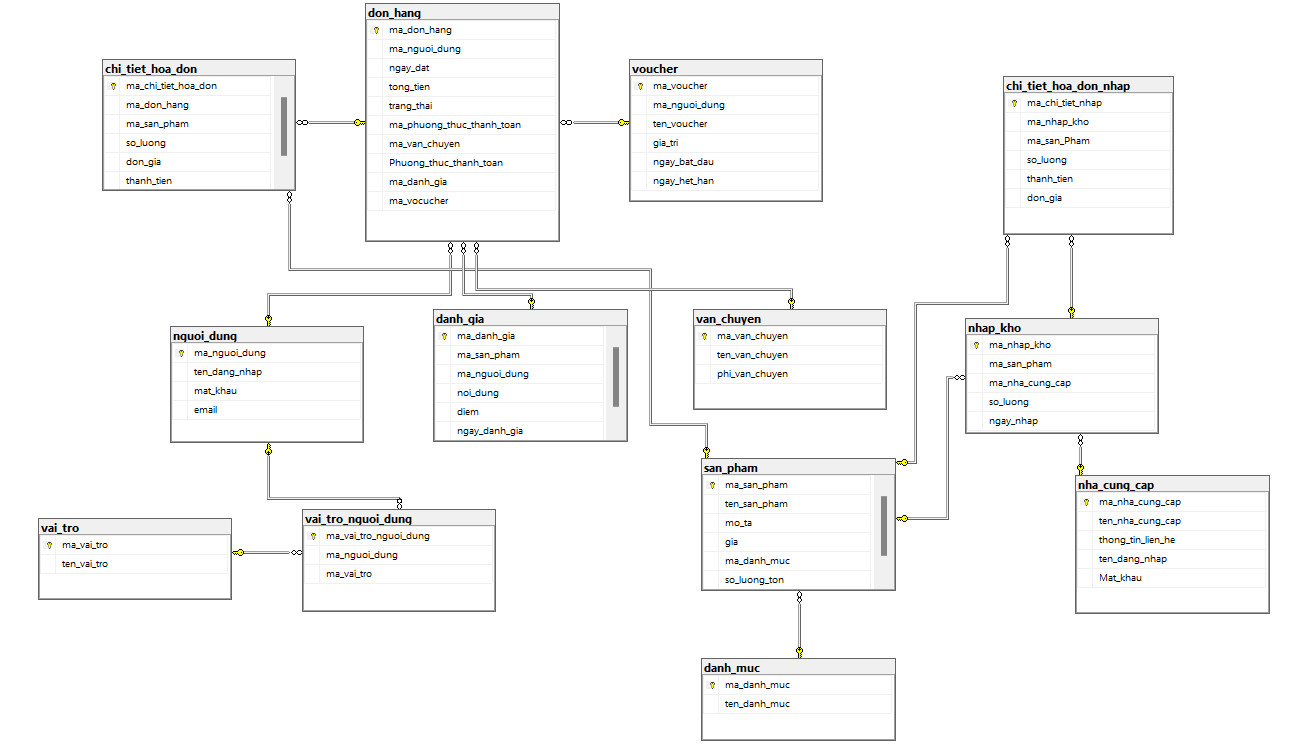 don_hang
ma_don_hang
ma_nguoi_dung
ngay_dat
tong_tien
trang_thai
ma_phuong_thuc_thanh_toan
ma_van_chuyen
Phuong_thuc_thanh_toan
ma_danh_gia
ma_vocucher
chi_tiet_hoa_don
ma_chi_tiet_hoa_don
ma_don_hang
ma_san_pham
so_luong
don_gia
thanh_tien
voucher
ma_voucher
ma_nguoi_dung
ten_voucher
gia_tri
ngay_bat_dau
ngay_het_han
chi_tiet_hoa_don_nhap
ma_chi_tiet_nhap
ma_nhap_kho
ma_san_Pham
so_luong
thanh_tien
don_gia
nguoi_dung
ma_nguoi_dung
ten_dang_nhap
mat_khau
email
danh_gia
ma_danh_gia
ma_san_pham
ma_nguoi_dung
noi_dung
diem
ngay_danh_gia
van_chuyen
ma_van_chuyen
ten_van_chuyen
phi_van_chuyen
nhap_kho
ma_nhap_kho
ma_san_pham
ma_nha_cung_cap
so_luong
ngay_nhap
vai_tro
ma_vai_tro
ten_vai_tro
vai_tro_nguoi_dung
ma_vai_tro_nguoi_dung
ma_nguoi_dung
ma_vai_tro
san_pham
ma_san_pham
ten_san_pham
mo_ta
gia
ma_danh_muc
so_luong_ton
nha_cung_cap
ma_nha_cung_cap
ten_nha_cung_cap
thong_tin_lien_he
ten_dang_nhap
Mat_khau
danh_muc
ma_danh_muc
ten_danh_muc